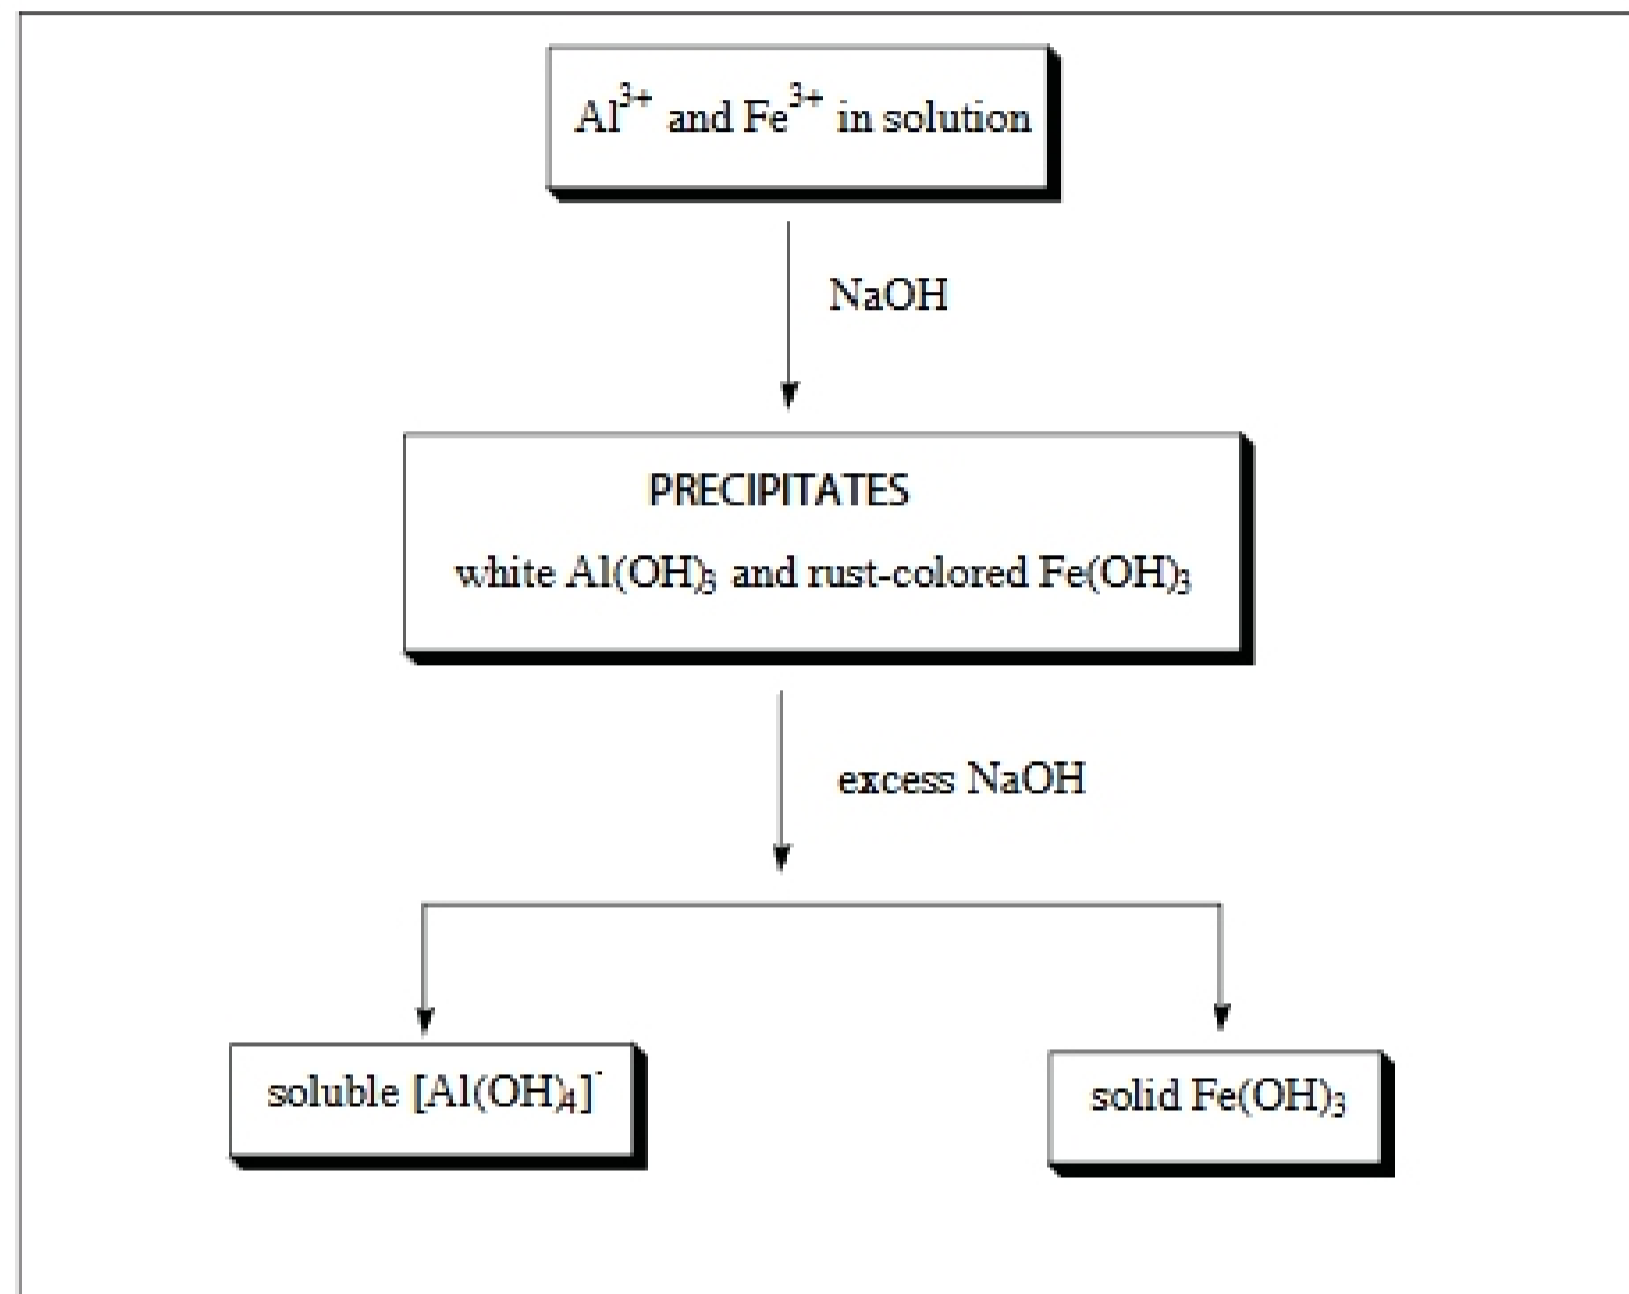 Al³⁺ and Fe³⁺ in solution
NaOH
PRECIPITATES
white Al(OH)₃ and rust-colored Fe(OH)₃
excess NaOH
soluble [Al(OH)₄]⁻
solid Fe(OH)₃